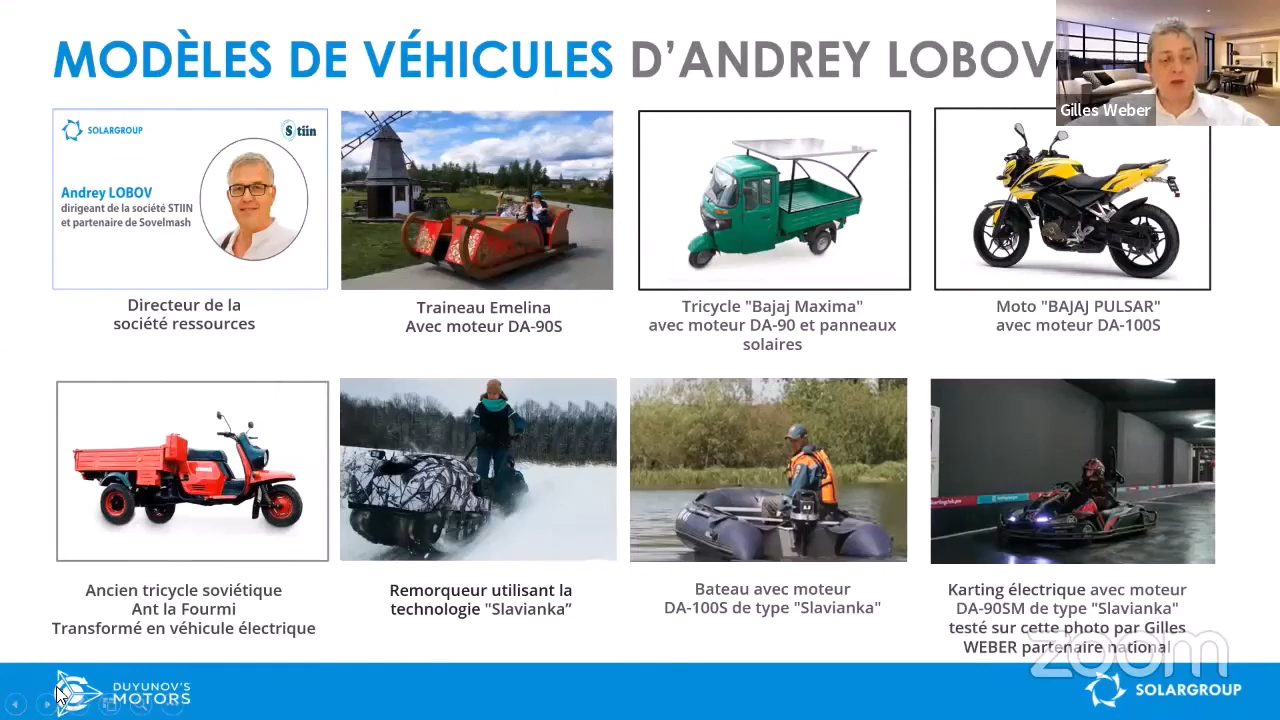 MODÈLES DE VÉHICULES D'ANDREY LOBOV
Gilles Weber
SOLARGROUP
Stiin
Andrey LOBOV
dirigeant de la société STIIN
et partenaire de Sovelmash
Directeur de la
société ressources
Traineau Emelina
Avec moteur DA-90S
Tricycle "Bajaj Maxima"
avec moteur DA-90 et panneaux
solaires
Moto "BAJAJ PULSAR"
avec moteur DA-100S
Ancien tricycle soviétique
Ant la Fourmi
Transformé en véhicule électrique
Remorqueur utilisant la
technologie "Slavianka"
Bateau avec moteur
DA-100S de type "Slavianka"
Karting électrique avec moteur
DA-90SM de type "Slavianka"
testé sur cette photo par Gilles
WEBER partenaire national
zoom
DUYUNOV'S
MOTORS
SOLARGROUP